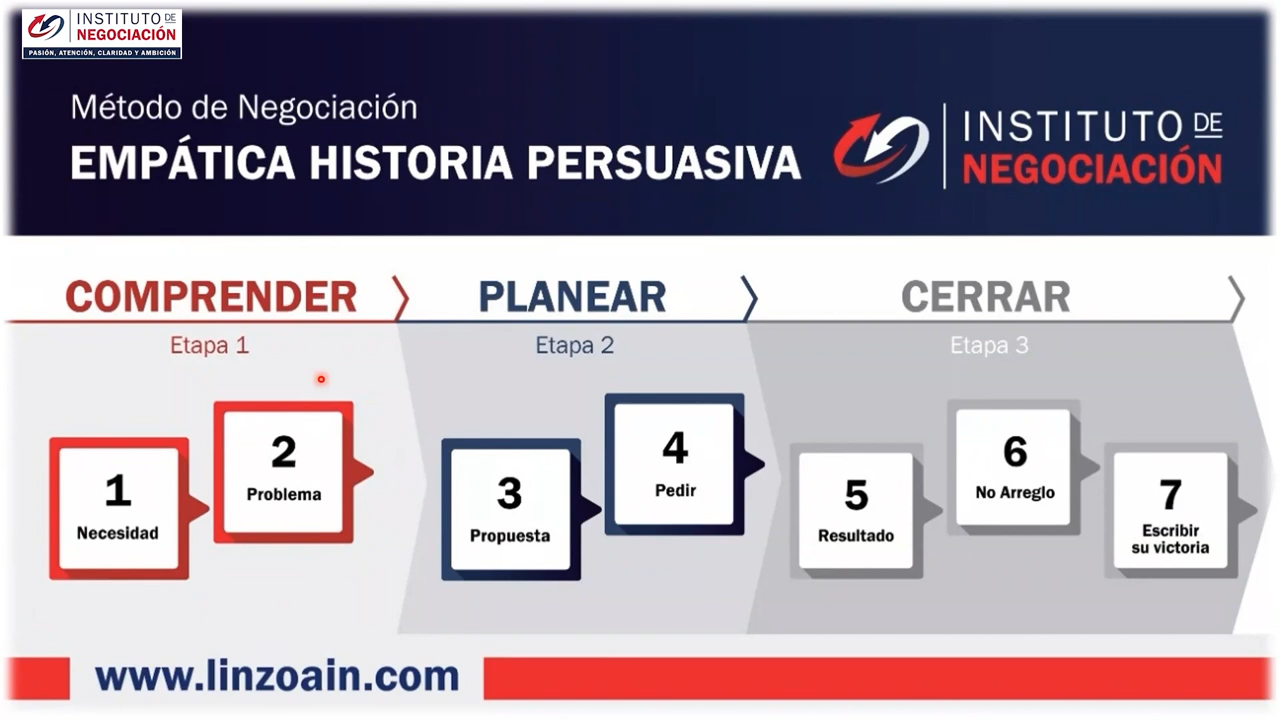 INSTITUTO DE
NEGOCIACIÓN
PASIÓN, ATENCIÓN, CLARIDAD Y AMBICIÓN
Método de Negociación
EMPÁTICA HISTORIA PERSUASIVA
INSTITUTO DE
NEGOCIACIÓN
COMPRENDER
Etapa 1
PLANEAR
Etapa 2
CERRAR
Etapa 3
1
Necesidad
2
Problema
3
Propuesta
4
Pedir
5
Resultado
6
No Arreglo
7
Escribir
su victoria
www.linzoain.com